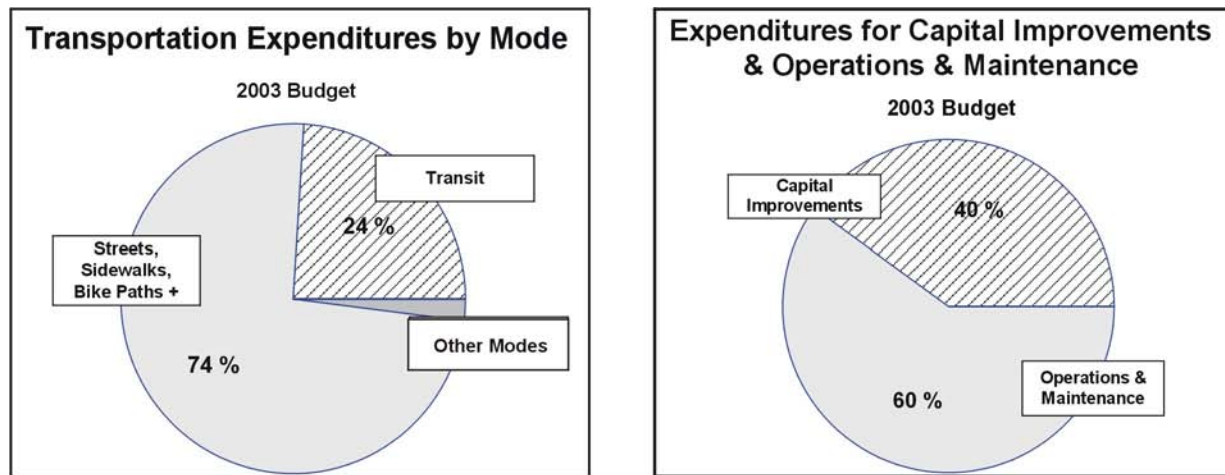 Transportation Expenditures by Mode
2003 Budget
Transit
24 %
Streets,
Sidewalks,
Bike Paths +
Other Modes
74 %
Expenditures for Capital Improvements
& Operations & Maintenance
2003 Budget
Capital
Improvements
40 %
Operations &
Maintenance
60 %